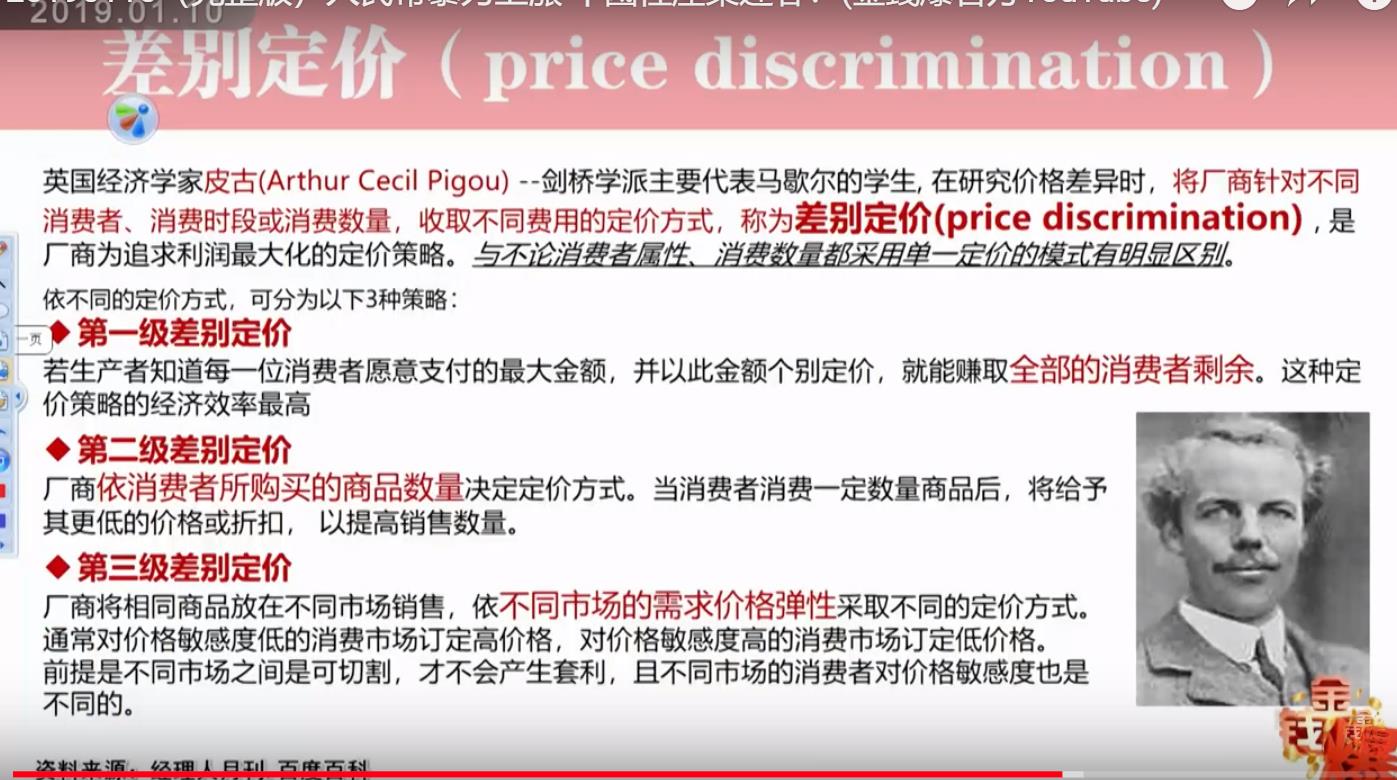 2019.01.10
差别定价（price discrimination）
英国经济学家皮古(Arthur Cecil Pigou) --剑桥学派主要代表马歇尔的学生, 在研究价格差异时，将厂商针对不同
消费者、消费时段或消费数量，收取不同费用的定价方式，称为差别定价(price discrimination) , 是
厂商为追求利润最大化的定价策略。与不论消费者属性、消费数量都采用单一定价的模式有明显区别。
依不同的定价方式，可分为以下3种策略：
一页
◆ 第一级差别定价
若生产者知道每一位消费者愿意支付的最大金额，并以此金额个别定价，就能赚取全部的消费者剩余。这种定
价策略的经济效率最高
◆ 第二级差别定价
厂商依消费者所购买的商品数量决定定价方式。当消费者消费一定数量商品后，将给予
其更低的价格或折扣， 以提高销售数量。
◆ 第三级差别定价
厂商将相同商品放在不同市场销售，依不同市场的需求价格弹性采取不同的定价方式。
通常对价格敏感度低的消费市场订定高价格，对价格敏感度高的消费市场订定低价格。
前提是不同市场之间是可切割，才不会产生套利，且不同市场的消费者对价格敏感度也是
不同的。
金钱爆
资料来源：经理人月刊, 百度百科